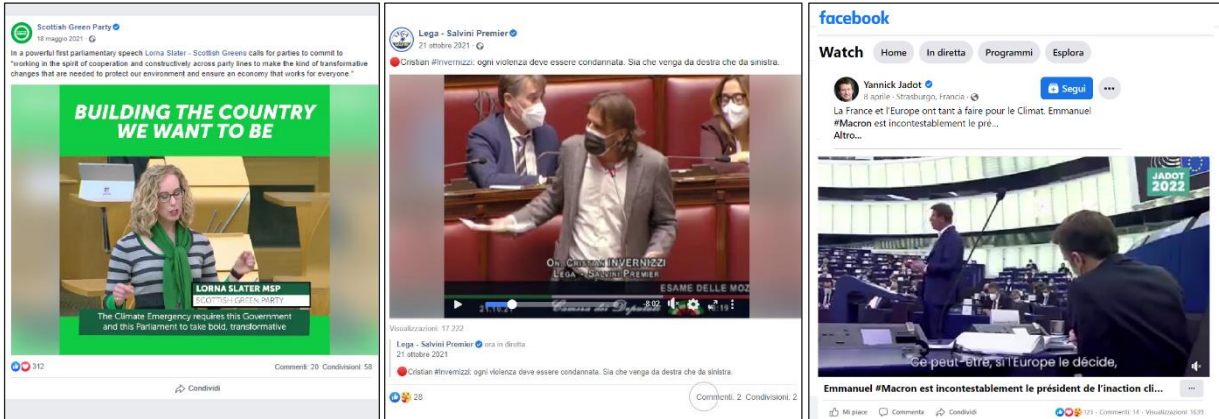 Scottish Green Party
18 maggio 2021 ·
In a powerful first parliamentary speech Lorna Slater - Scottish Greens calls for parties to commit to
"working in the spirit of cooperation and constructively across party lines to make the kind of transformative
changes that are needed to protect our environment and ensure an economy that works for everyone."
BUILDING THE COUNTRY
WE WANT TO BE
LORNA SLATER MSP
SCOTTISH GREEN PARTY
The Climate Emergency requires this Government
and this Parliament to take bold, transformative
312
Commenti: 20 Condivisioni: 58
Condividi
Lega - Salvini Premier
21 ottobre 2021 ·
Cristian #Invernizzi: ogni violenza deve essere condannata. Sia che venga da destra che da sinistra.
ON. CRISTIAN INVERNIZZI
LEGA - SALVINI PREMIER
ESAME DELLE MOZ
-8:02
21.10.21 Camera dei Deputati 16:19
Visualizzazioni: 17.222
Lega - Salvini Premier ora in diretta
21 ottobre 2021
Cristian #Invernizzi: ogni violenza deve essere condannata. Sia che venga da destra che da sinistra.
28
Commenti: 2 Condivisioni: 2
facebook
Watch Home In diretta Programmi Esplora
Yannick Jadot
8 aprile · Strasburgo, Francia ·
Segui
La France et l'Europe ont tant à faire pour le Climat. Emmanuel
#Macron est incontestablement le pré...
Altro...
JADOT
2022
Ce peut-être, si l'Europe le décide,
Emmanuel #Macron est incontestablement le président de l'inaction cli...
Mi piace Commenta Condividi
Commenti: 14